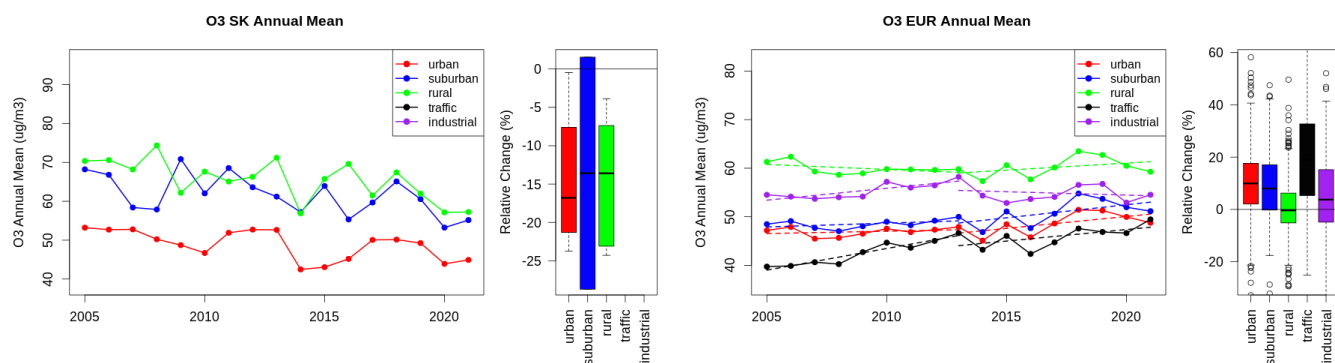 O3 SK Annual Mean
O3 Annual Mean (ug/m3)
40 50 60 70 80 90
2005 2010 2015 2020
urban
suburban
rural
traffic
industrial
Relative Change (%)
0
-5
-10
-15
-20
-25
urban
suburban
rural
traffic
industrial
O3 EUR Annual Mean
O3 Annual Mean (ug/m3)
40 50 60 70 80
2005 2010 2015 2020
urban
suburban
rural
traffic
industrial
Relative Change (%)
60
40
20
0
-20
urban
suburban
rural
traffic
industrial